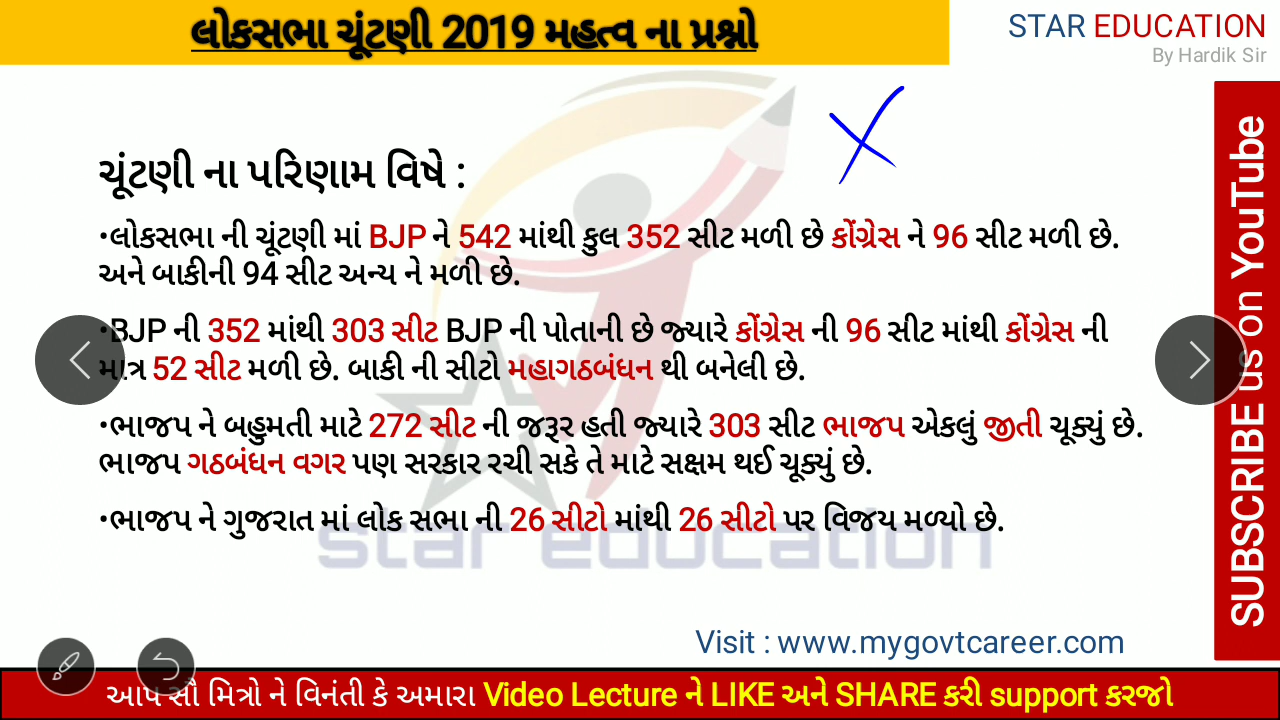 લોકસભા ચૂંટણી 2019 મહત્વ ના પ્રશ્નો
STAR EDUCATION
By Hardik Sir
ચૂંટણી ના પરિણામ વિષે :
•લોકસભા ની ચૂંટણી માં BJP ને 542 માંથી કુલ 352 સીટ મળી છે કોંગ્રેસ ને 96 સીટ મળી છે.
અને બાકીની 94 સીટ અન્ય ને મળી છે.
•BJP ની 352 માંથી 303 સીટ BJP ની પોતાની છે જ્યારે કોંગ્રેસ ની 96 સીટ માંથી કોંગ્રેસ ની
માત્ર 52 સીટ મળી છે. બાકી ની સીટો મહાગઠબંધન થી બનેલી છે.
•ભાજપ ને બહુમતી માટે 272 સીટ ની જરૂર હતી જ્યારે 303 સીટ ભાજપ એકલું જીતી ચૂક્યું છે.
ભાજપ ગઠબંધન વગર પણ સરકાર રચી સકે તે માટે સક્ષમ થઈ ચૂક્યું છે.
•ભાજપ ને ગુજરાત માં લોક સભા ની 26 સીટો માંથી 26 સીટો પર વિજય મળ્યો છે.
star education
SUBSCRIBE us on YouTube
Visit : www.mygovtcareer.com
આપ સૌ મિત્રો ને વિનંતી કે અમારા Video Lecture ને LIKE અને SHARE કરી support કરજો